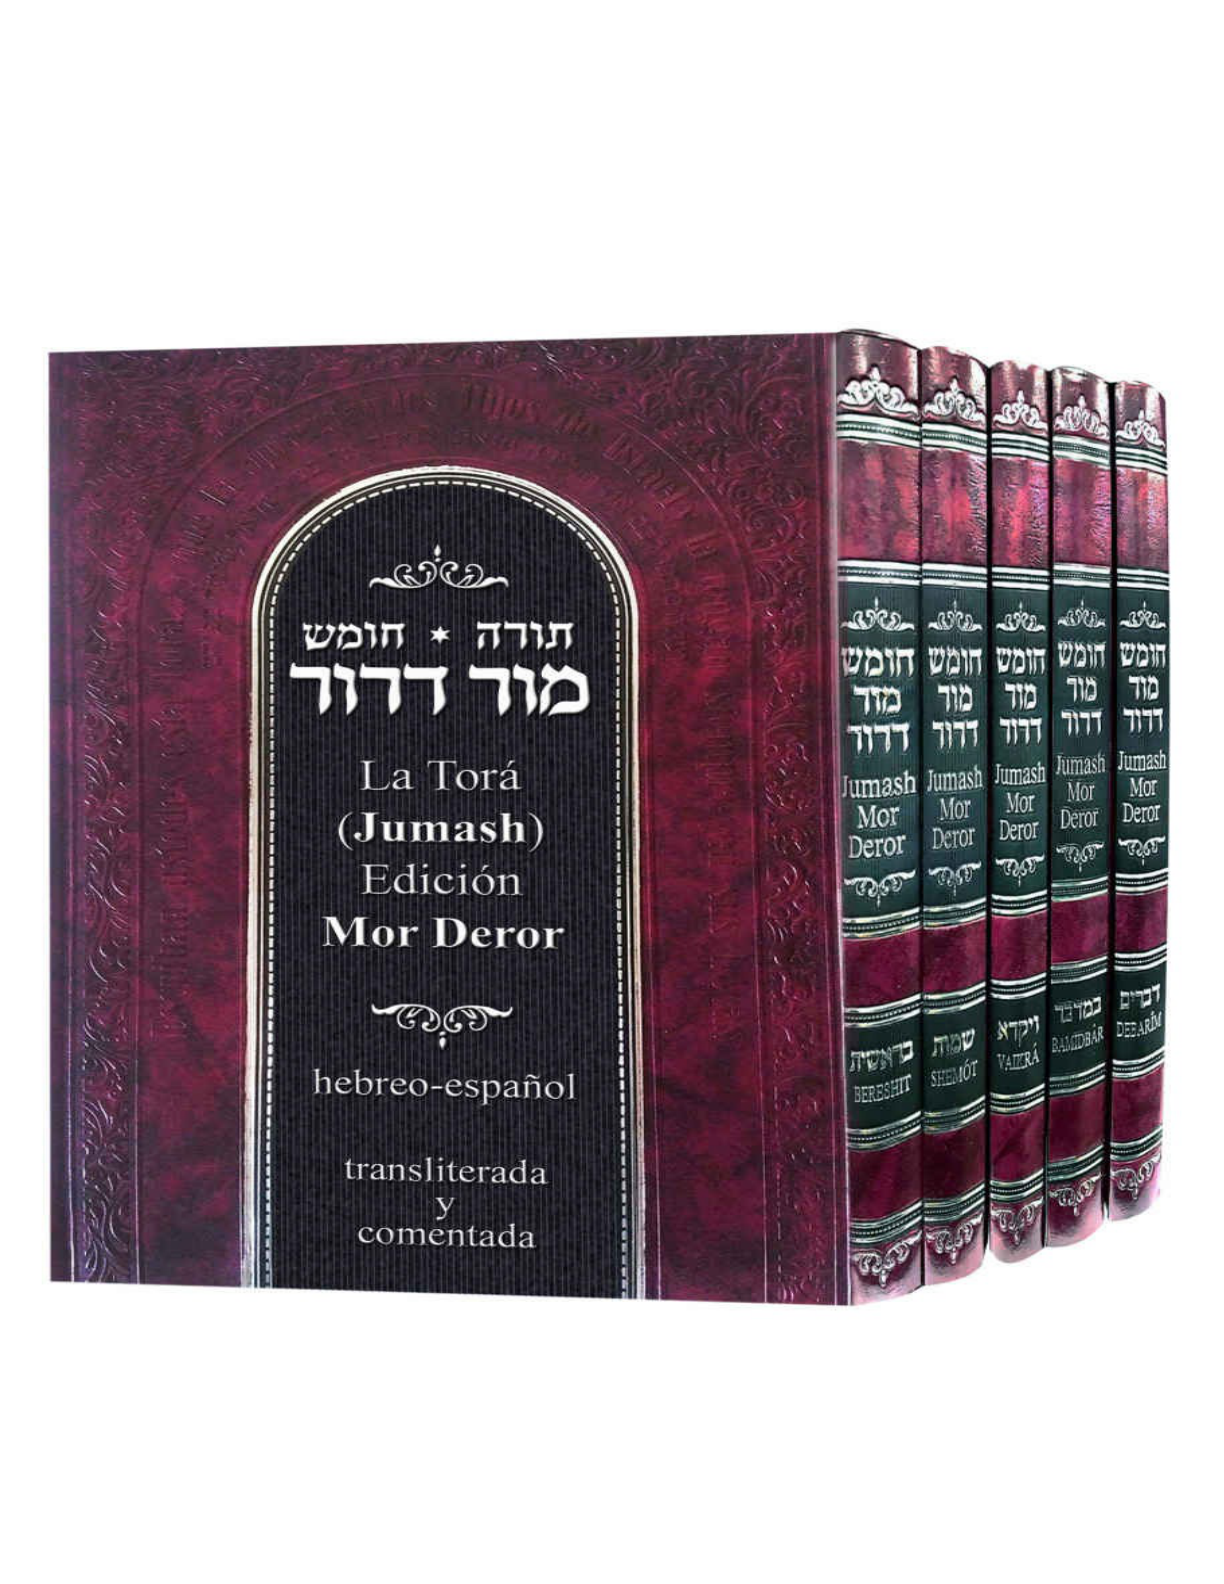 תורה * חומש
מור דרור
La Torá
(Jumash)
Edición
Mor Deror
hebreo-español
transliterada
y
comentada
חומש
מור
דרור
Jumash
Mor
Deror
בראשית
BERESHIT
חומש
מור
דרור
Jumash
Mor
Deror
שמות
SHEMÓT
חומש
מור
דרור
Jumash
Mor
Deror
ויקרא
VAIKRÁ
חומש
מור
דרור
Jumash
Mor
Deror
במדבר
BAMIDBÁR
חומש
מור
דרור
Jumash
Mor
Deror
דברים
DEBARÍM